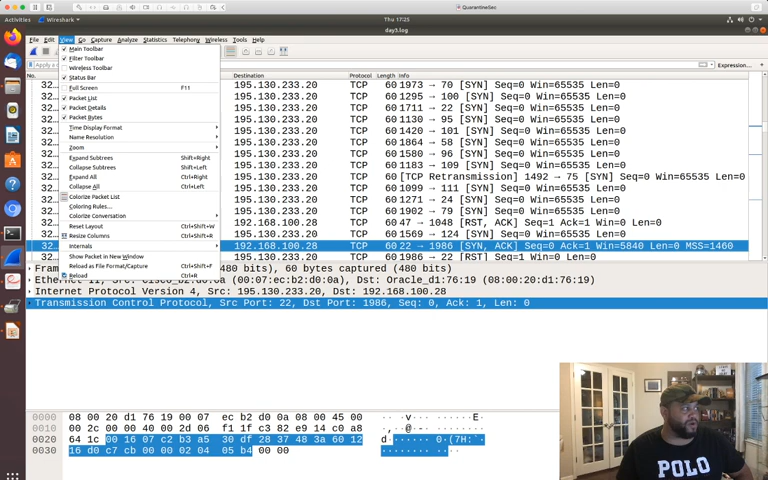 QuarantineSec
Activities
Wireshark
Thu 17:25
day3.log
File Edit View Go Capture Analyze Statistics Telephony Wireless Tools Help
Main Toolbar
Filter Toolbar
Wireless Toolbar
Status Bar
Full Screen F11
Packet List
Packet Details
Packet Bytes
Time Display Format
Name Resolution
Zoom
Expand Subtrees Shift+Right
Collapse Subtrees Shift+Left
Expand All Ctrl+Right
Collapse All Ctrl+Left
Colorize Packet List
Coloring Rules...
Colorize Conversation
Reset Layout Ctrl+Shift+W
Resize Columns Ctrl+Shift+R
Internals
Show Packet in New Window
Reload as File Format/Capture Ctrl+Shift+F
Reload Ctrl+R
Expression...
No. Destination Protocol Length Info
32… 195.130.233.20 TCP 60 1973 → 70 [SYN] Seq=0 Win=65535 Len=0
32… 195.130.233.20 TCP 60 1295 → 100 [SYN] Seq=0 Win=65535 Len=0
32… 195.130.233.20 TCP 60 1711 → 22 [SYN] Seq=0 Win=65535 Len=0
32… 195.130.233.20 TCP 60 1130 → 95 [SYN] Seq=0 Win=65535 Len=0
32… 195.130.233.20 TCP 60 1420 → 101 [SYN] Seq=0 Win=65535 Len=0
32… 195.130.233.20 TCP 60 1864 → 58 [SYN] Seq=0 Win=65535 Len=0
32… 195.130.233.20 TCP 60 1580 → 96 [SYN] Seq=0 Win=65535 Len=0
32… 195.130.233.20 TCP 60 1183 → 109 [SYN] Seq=0 Win=65535 Len=0
32… 195.130.233.20 TCP 60 [TCP Retransmission] 1492 → 75 [SYN] Seq=0 Win=65535
32… 195.130.233.20 TCP 60 1099 → 111 [SYN] Seq=0 Win=65535 Len=0
32… 195.130.233.20 TCP 60 1271 → 24 [SYN] Seq=0 Win=65535 Len=0
32… 195.130.233.20 TCP 60 1902 → 79 [SYN] Seq=0 Win=65535 Len=0
32… 192.168.100.28 TCP 60 47 → 1048 [RST, ACK] Seq=1 Ack=1 Win=0 Len=0
32… 195.130.233.20 TCP 60 1569 → 124 [SYN] Seq=0 Win=65535 Len=0
32… 192.168.100.28 TCP 60 22 → 1986 [SYN, ACK] Seq=0 Ack=1 Win=5840 Len=0 MSS=1460
32… 195.130.233.20 TCP 60 1986 → 22 [RST] Seq=1 Win=0 Len=0
(480 bits), 60 bytes captured (480 bits)
(00:07:ec:b2:d0:0a), Dst: Oracle_d1:76:19 (08:00:20:d1:76:19)
Internet Protocol Version 4, Src: 195.130.233.20, Dst: 192.168.100.28
Transmission Control Protocol, Src Port: 22, Dst Port: 1986, Seq: 0, Ack: 1, Len: 0
0000 08 00 20 d1 76 19 00 07 ec b2 d0 0a 08 00 45 00
0010 00 2c 00 00 40 00 2d 06 f1 1f c3 82 e9 14 c0 a8
0020 64 1c 00 16 07 c2 b3 a5 30 df 28 37 48 3a 60 12
0030 16 d0 c7 cb 00 00 02 04 05 b4 00 00
POLO